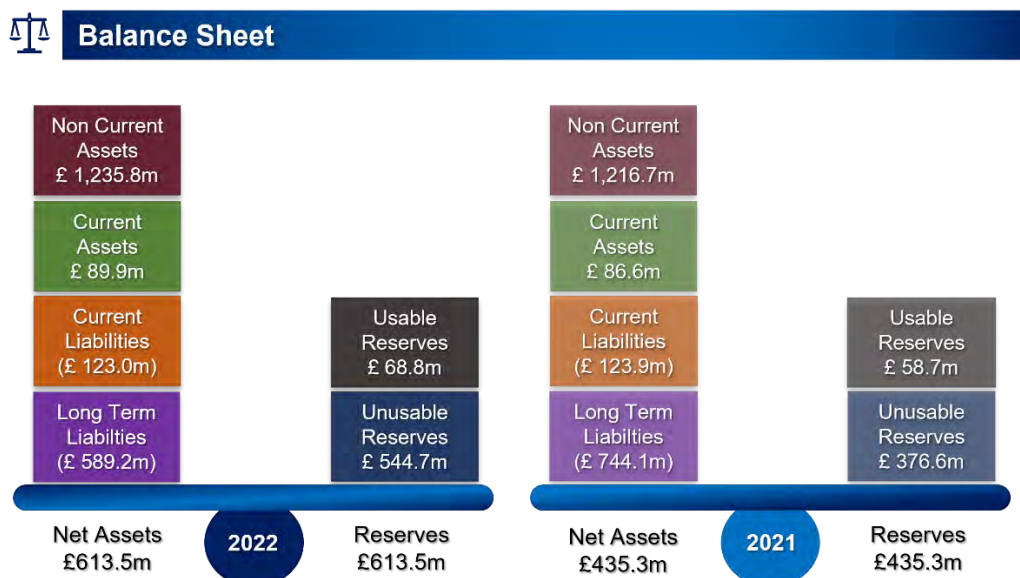 Balance Sheet
Non Current
Assets
£ 1,235.8m
Current
Assets
£ 89.9m
Current
Liabilities
(£ 123.0m)
Long Term
Liabilties
(£ 589.2m)
Usable
Reserves
£ 68.8m
Unusable
Reserves
£ 544.7m
Net Assets
£613.5m
2022
Reserves
£613.5m
Non Current
Assets
£ 1,216.7m
Current
Assets
£ 86.6m
Current
Liabilities
(£ 123.9m)
Long Term
Liabilties
(£ 744.1m)
Usable
Reserves
£ 58.7m
Unusable
Reserves
£ 376.6m
Net Assets
£435.3m
2021
Reserves
£435.3m